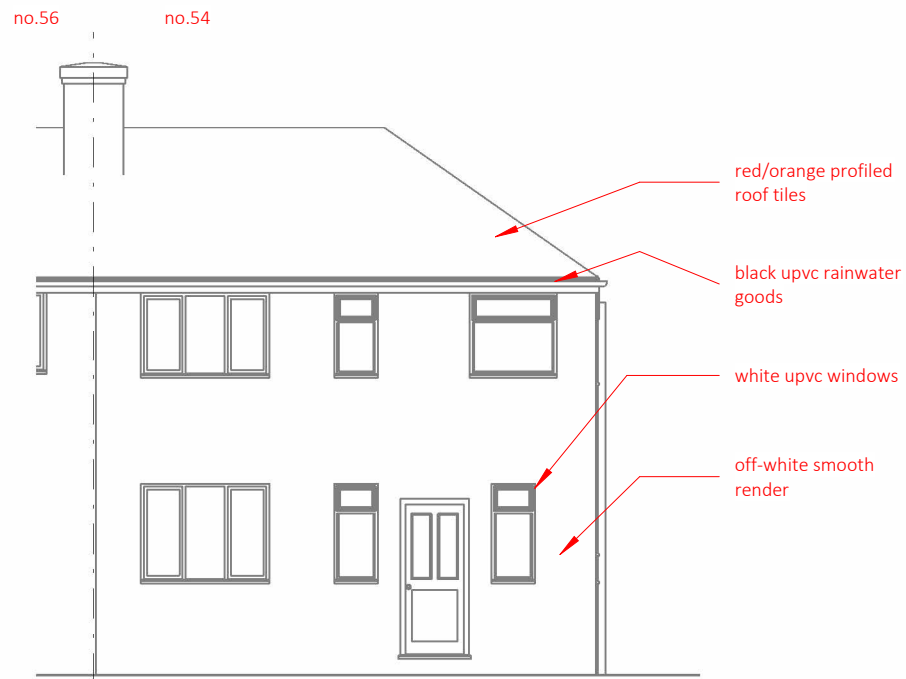 no.56
no.54
red/orange profiled
roof tiles
black upvc rainwater
goods
white upvc windows
off-white smooth
render